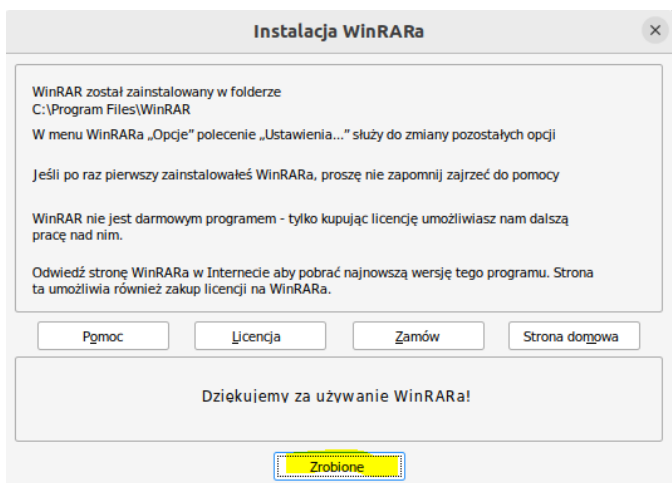 Instalacja WinRARa
WinRAR został zainstalowany w folderze
C:\Program Files\WinRAR
W menu WinRARa „Opcje” polecenie „Ustawienia...” służy do zmiany pozostałych opcji
Jeśli po raz pierwszy zainstalowałeś WinRARa, proszę nie zapomnij zajrzeć do pomocy
WinRAR nie jest darmowym programem - tylko kupując licencję umożliwiasz nam dalszą
pracę nad nim.
Odwiedź stronę WinRARa w Internecie aby pobrać najnowszą wersję tego programu. Strona
ta umożliwia również zakup licencji na WinRARa.
Pomoc Licencja Zamów Strona domowa
Dziękujemy za używanie WinRARa!
Zrobione